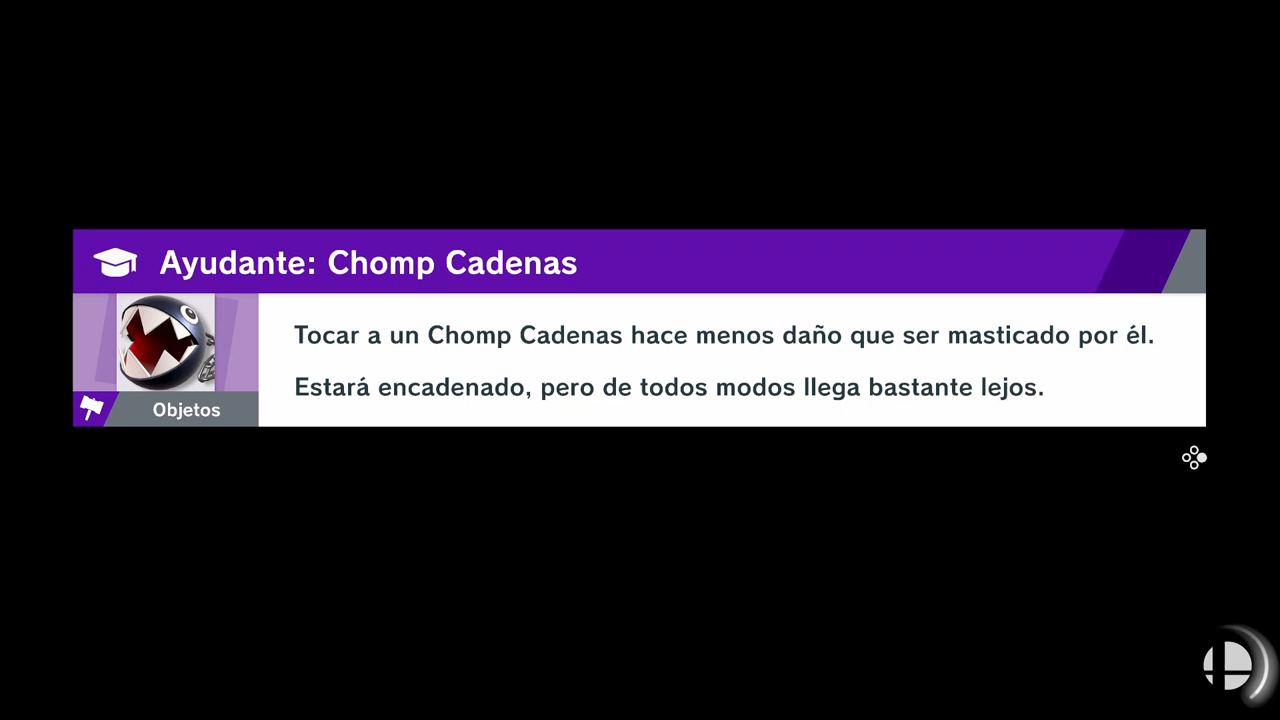 Ayudante: Chomp Cadenas
Tocar a un Chomp Cadenas hace menos daño que ser masticado por él.
Estará encadenado, pero de todos modos llega bastante lejos.
Objetos